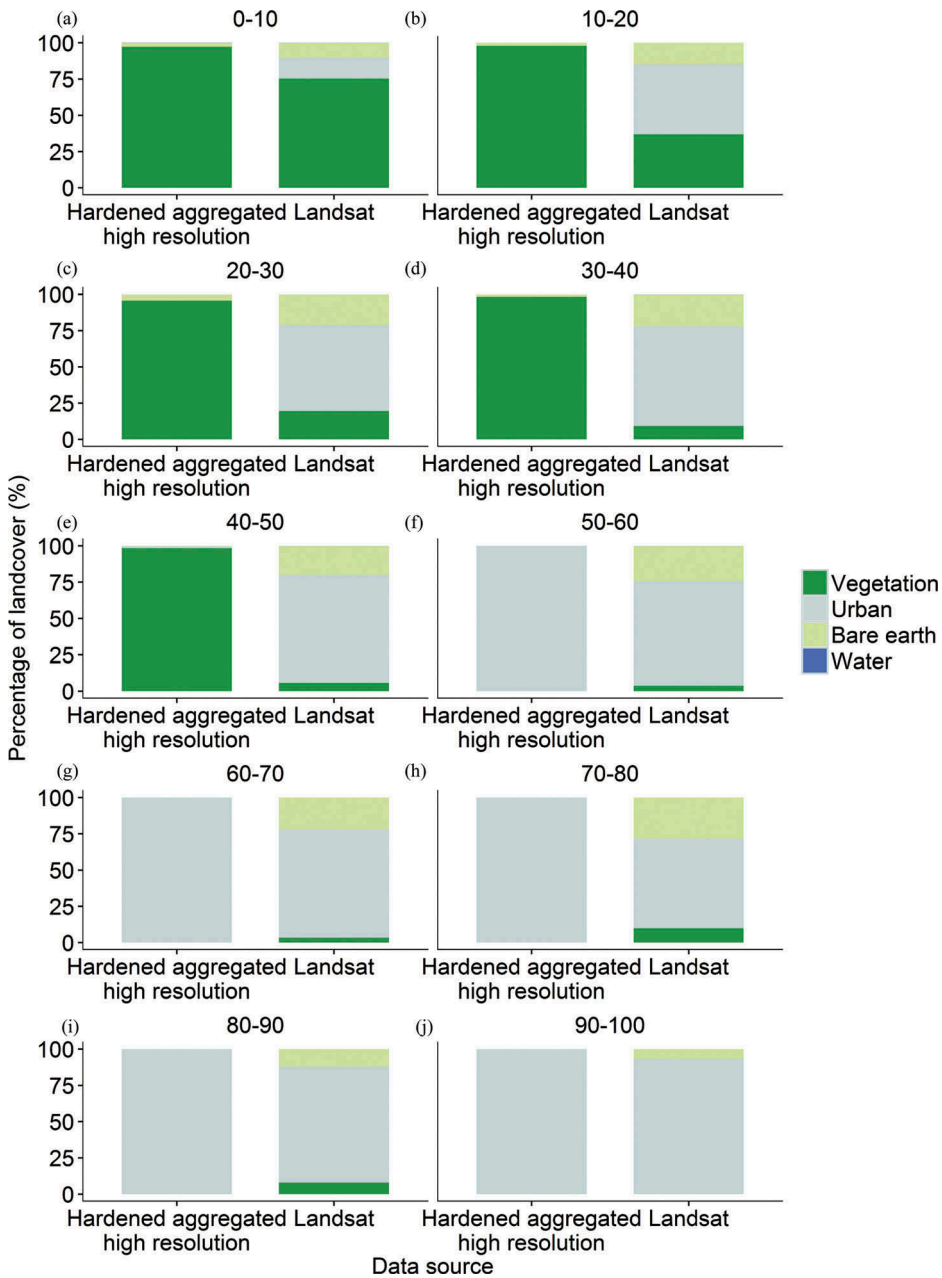 (a)
0-10
(b)
10-20
100
75
50
25
0
Hardened aggregated
high resolution
Landsat
Hardened aggregated
high resolution
Landsat
(c)
20-30
(d)
30-40
100
75
50
25
0
Hardened aggregated
high resolution
Landsat
Hardened aggregated
high resolution
Landsat
(e)
40-50
(f)
50-60
100
75
50
25
0
Hardened aggregated
high resolution
Landsat
Hardened aggregated
high resolution
Landsat
(g)
60-70
(h)
70-80
100
75
50
25
0
Hardened aggregated
high resolution
Landsat
Hardened aggregated
high resolution
Landsat
(i)
80-90
(j)
90-100
100
75
50
25
0
Hardened aggregated
high resolution
Landsat
Hardened aggregated
high resolution
Landsat
Percentage of landcover (%)
Data source
Vegetation
Urban
Bare earth
Water